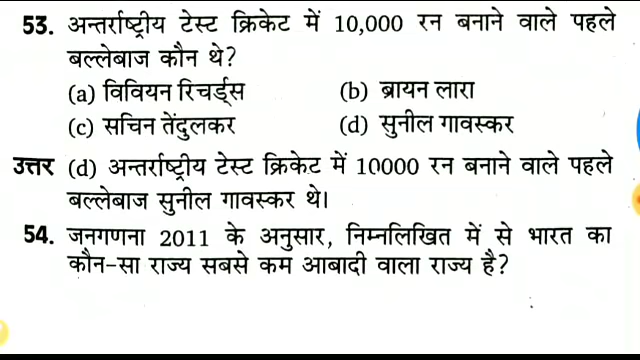 53. अन्तर्राष्ट्रीय टेस्ट क्रिकेट में 10,000 रन बनाने वाले पहले
बल्लेबाज कौन थे?
(a) विवियन रिचर्ड्स (b) ब्रायन लारा
(c) सचिन तेंदुलकर (d) सुनील गावस्कर
उत्तर (d) अन्तर्राष्ट्रीय टेस्ट क्रिकेट में 10000 रन बनाने वाले पहले
बल्लेबाज सुनील गावस्कर थे।
54. जनगणना 2011 के अनुसार, निम्नलिखित में से भारत का
कौन-सा राज्य सबसे कम आबादी वाला राज्य है?